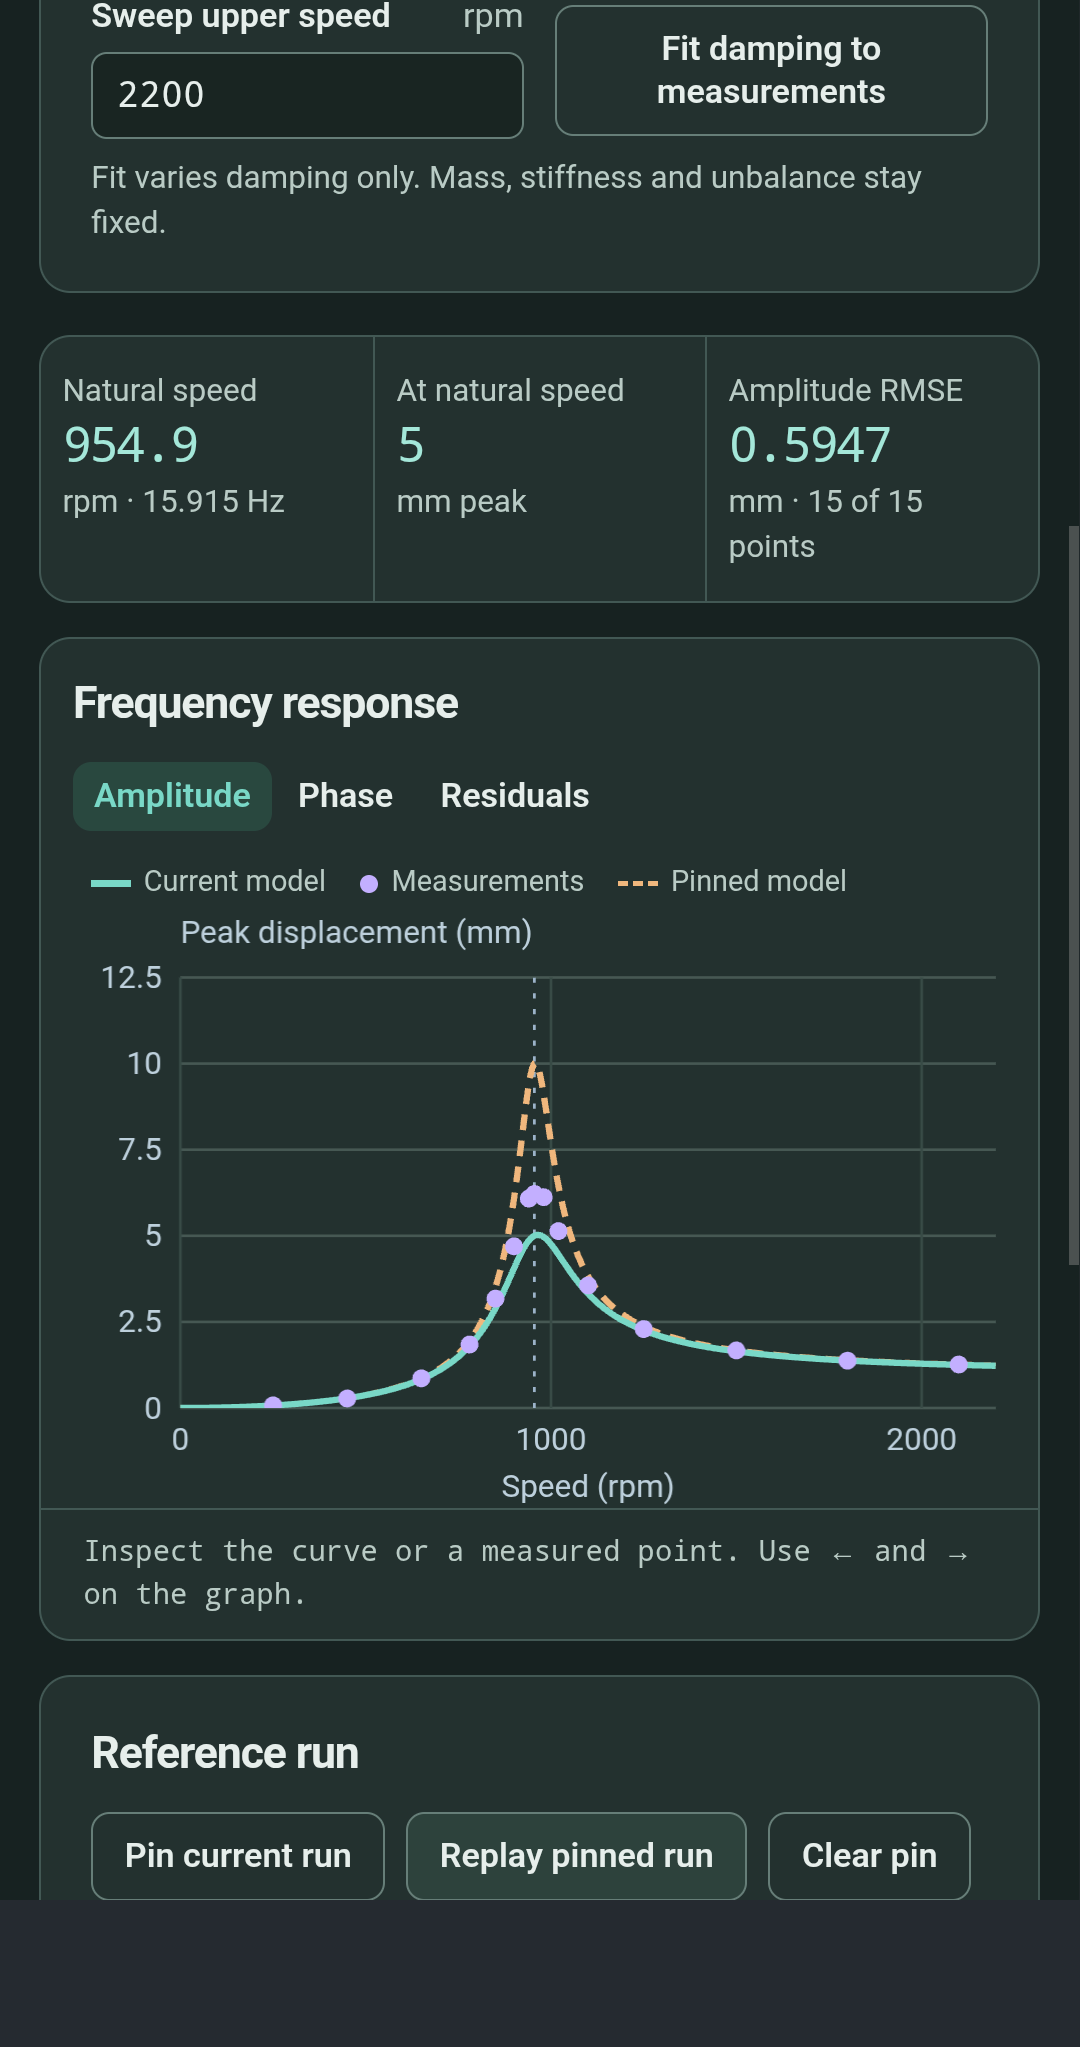 Sweep upper speed rpm
2200
Fit damping to
measurements
Fit varies damping only. Mass, stiffness and unbalance stay
fixed.
Natural speed
954.9
rpm · 15.915 Hz
At natural speed
5
mm peak
Amplitude RMSE
0.5947
mm · 15 of 15
points
Frequency response
Amplitude Phase Residuals
Current model Measurements Pinned model
Peak displacement (mm)
12.5
10
7.5
5
2.5
0
0 1000 2000
Speed (rpm)
Inspect the curve or a measured point. Use ← and →
on the graph.
Reference run
Pin current run Replay pinned run Clear pin